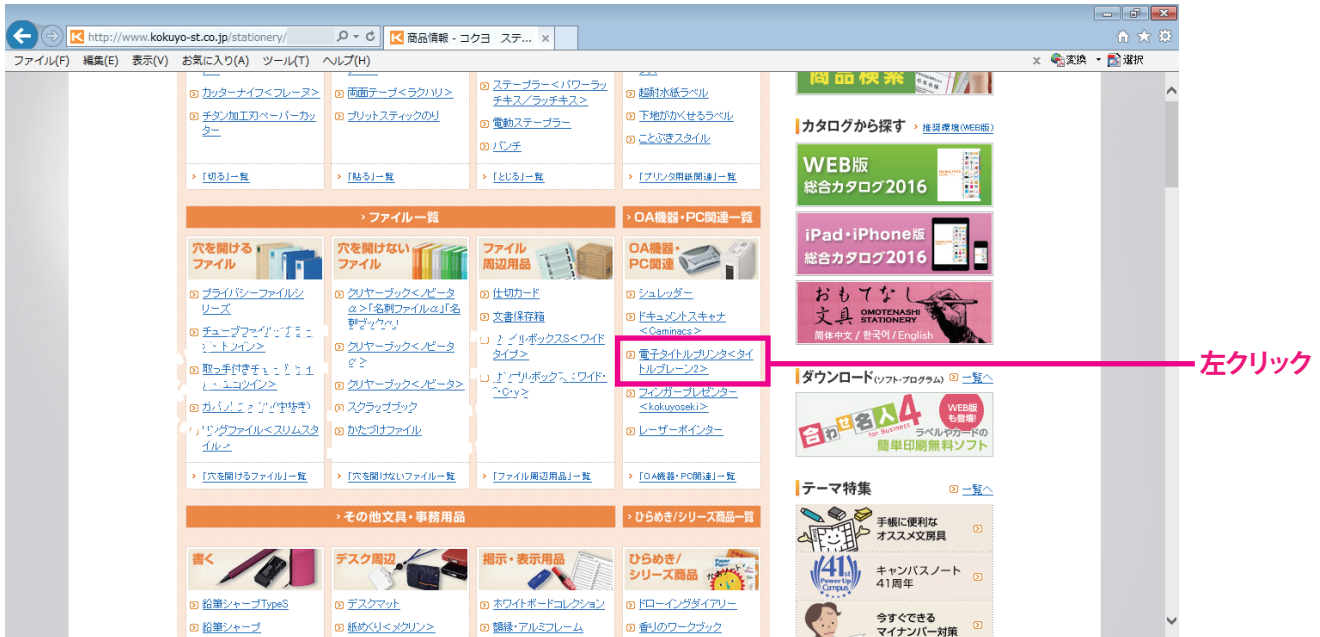 http://www.kokuyo-st.co.jp/stationery/
商品情報 - コクヨ ステ...
ファイル(F) 編集(E) 表示(V) お気に入り(A) ツール(T) ヘルプ(H)
x 変換 選択
カッターナイフ<フレーヌ>
チタン加工刃ペーパーカッ
ター
「切る」一覧
両面テープ<ラクハリ>
プリットスティックのり
「貼る」一覧
ステープラー<パワーラッ
チキス/ラッチキス>
電動ステープラー
パンチ
「とじる」一覧
超耐水紙ラベル
下地がかくせるラベル
ことぶきスタイル
「プリンタ用紙関連」一覧
商品検索
カタログから探す
推奨環境(WEB版)
WEB版
総合カタログ2016
iPad・iPhone版
総合カタログ2016
おもてなし
文具 OMOTENASHI
STATIONERY
简体中文 / 한국어 / English
ファイル一覧
OA機器・PC関連一覧
穴を開ける
ファイル
プライバシーファイルシ
リーズ
リングファイル<スリムスタ
イル>
「穴を開けるファイル」一覧
穴を開けない
ファイル
クリヤーブック<ノビータ
α>「名刺ファイルα」「名
クリヤーブック<ノビータ
クリヤーブック<ノビータ>
スクラップブック
かたづけファイル
「穴を開けないファイル」一覧
ファイル
周辺用品
仕切カード
文書保存箱
タイプ>
「ファイル周辺用品」一覧
OA機器・
PC関連
シュレッダー
ドキュメントスキャナ
<Caminacs>
電子タイトルプリンタ<タイ
トルブレーン2>
フィンガープレゼンター
<kokuyoseki>
レーザーポインター
「OA機器・PC関連」一覧
左クリック
ダウンロード(ソフト・プログラム) 一覧へ
合わせ名人4
for Business
WEB版
も登場!
ラベルやカードの
簡単印刷無料ソフト
テーマ特集 一覧へ
手帳に便利な
オススメ文房具
41st
Power Up
Campus
キャンパスノート
41周年
今すぐできる
マイナンバー対策
その他文具・事務用品
ひらめき/シリーズ商品一覧
書く
鉛筆シャープTypeS
鉛筆シャープ
デスク周辺
デスクマット
紙めくり<メクリン>
掲示・表示用品
ホワイトボードコレクション
額縁・アルミフレーム
ひらめき/
シリーズ商品
ドローイングダイアリー
香りのワークブック